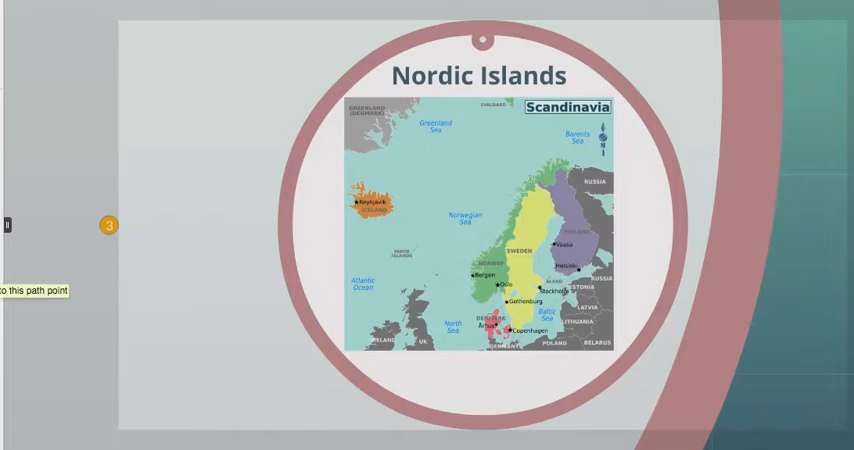 Nordic Islands
Scandinavia
GREENLAND
(DENMARK)
SVALBARD
Greenland
Sea
Barents
Sea
N
RUSSIA
Reykjavik
ICELAND
Norwegian
Sea
3
FINLAND
Vaasa
FAROE
ISLANDS
SWEDEN
NORWAY
Helsinki
Bergen
RUSSIA
Oslo
ÅLAND
ESTONIA
to this path point
Atlantic
Ocean
Stockholm
Gothenburg
LATVIA
Baltic
Sea
DENMARK
North
Sea
Århus
Copenhagen
LITHUANIA
IRELAND
UK
GERMANY
POLAND
BELARUS